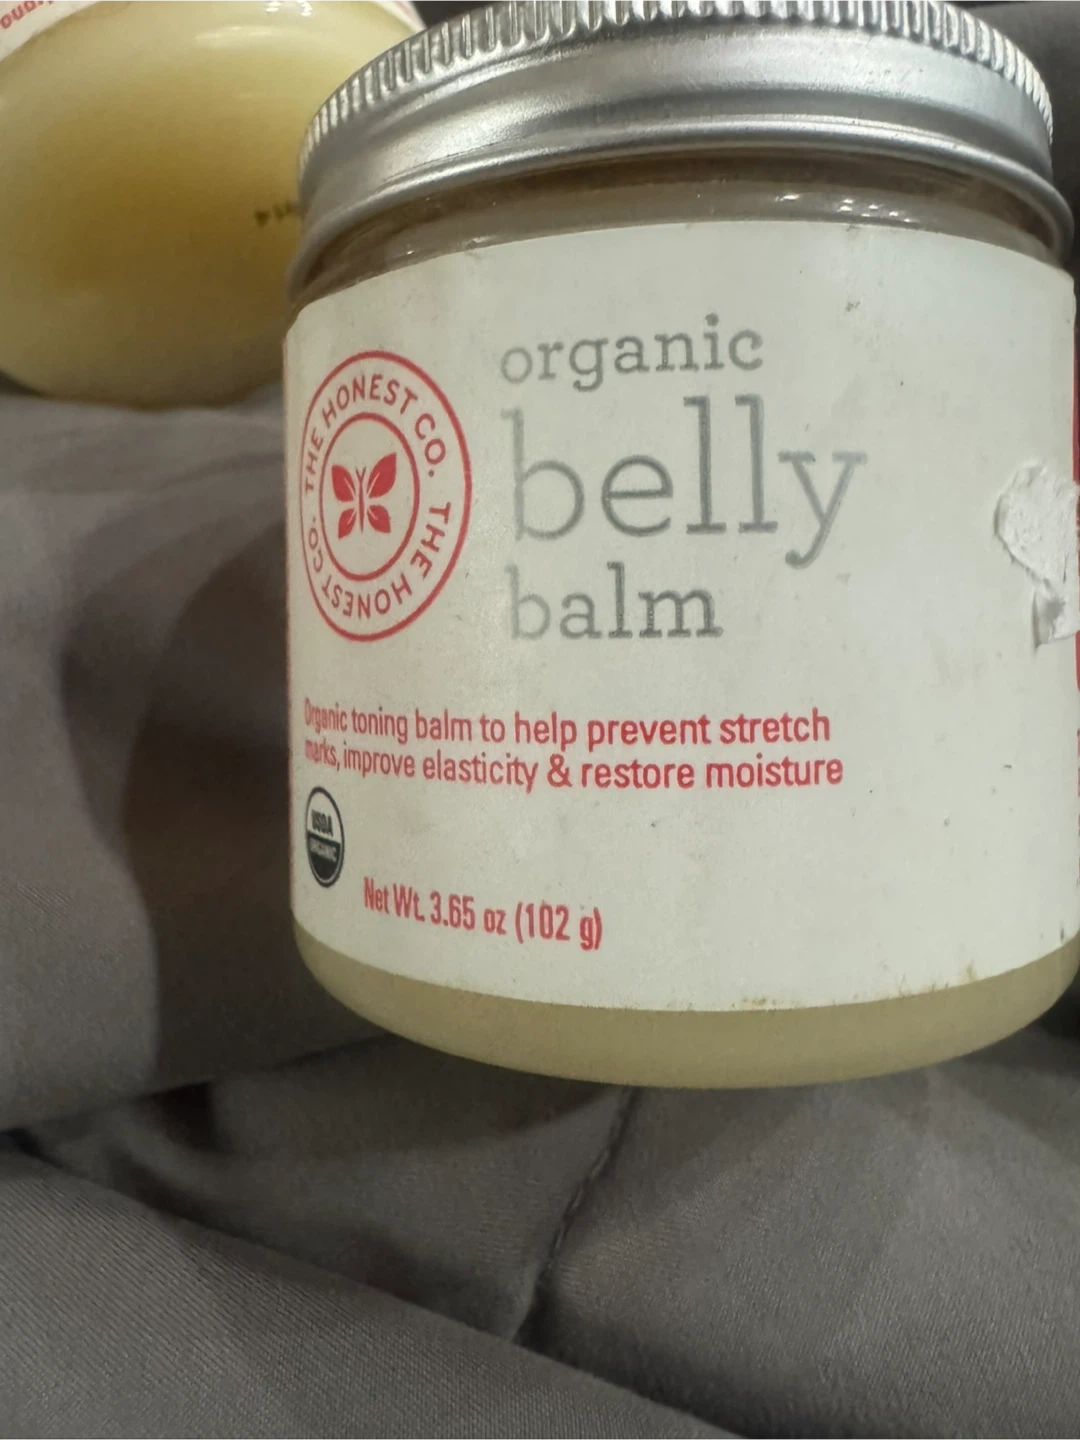 THE HONEST CO. THE HONEST CO.
organic
belly
balm
Organic toning balm to help prevent stretch
marks, improve elasticity & restore moisture
USDA
ORGANIC
Net Wt. 3.65 oz (102 g)